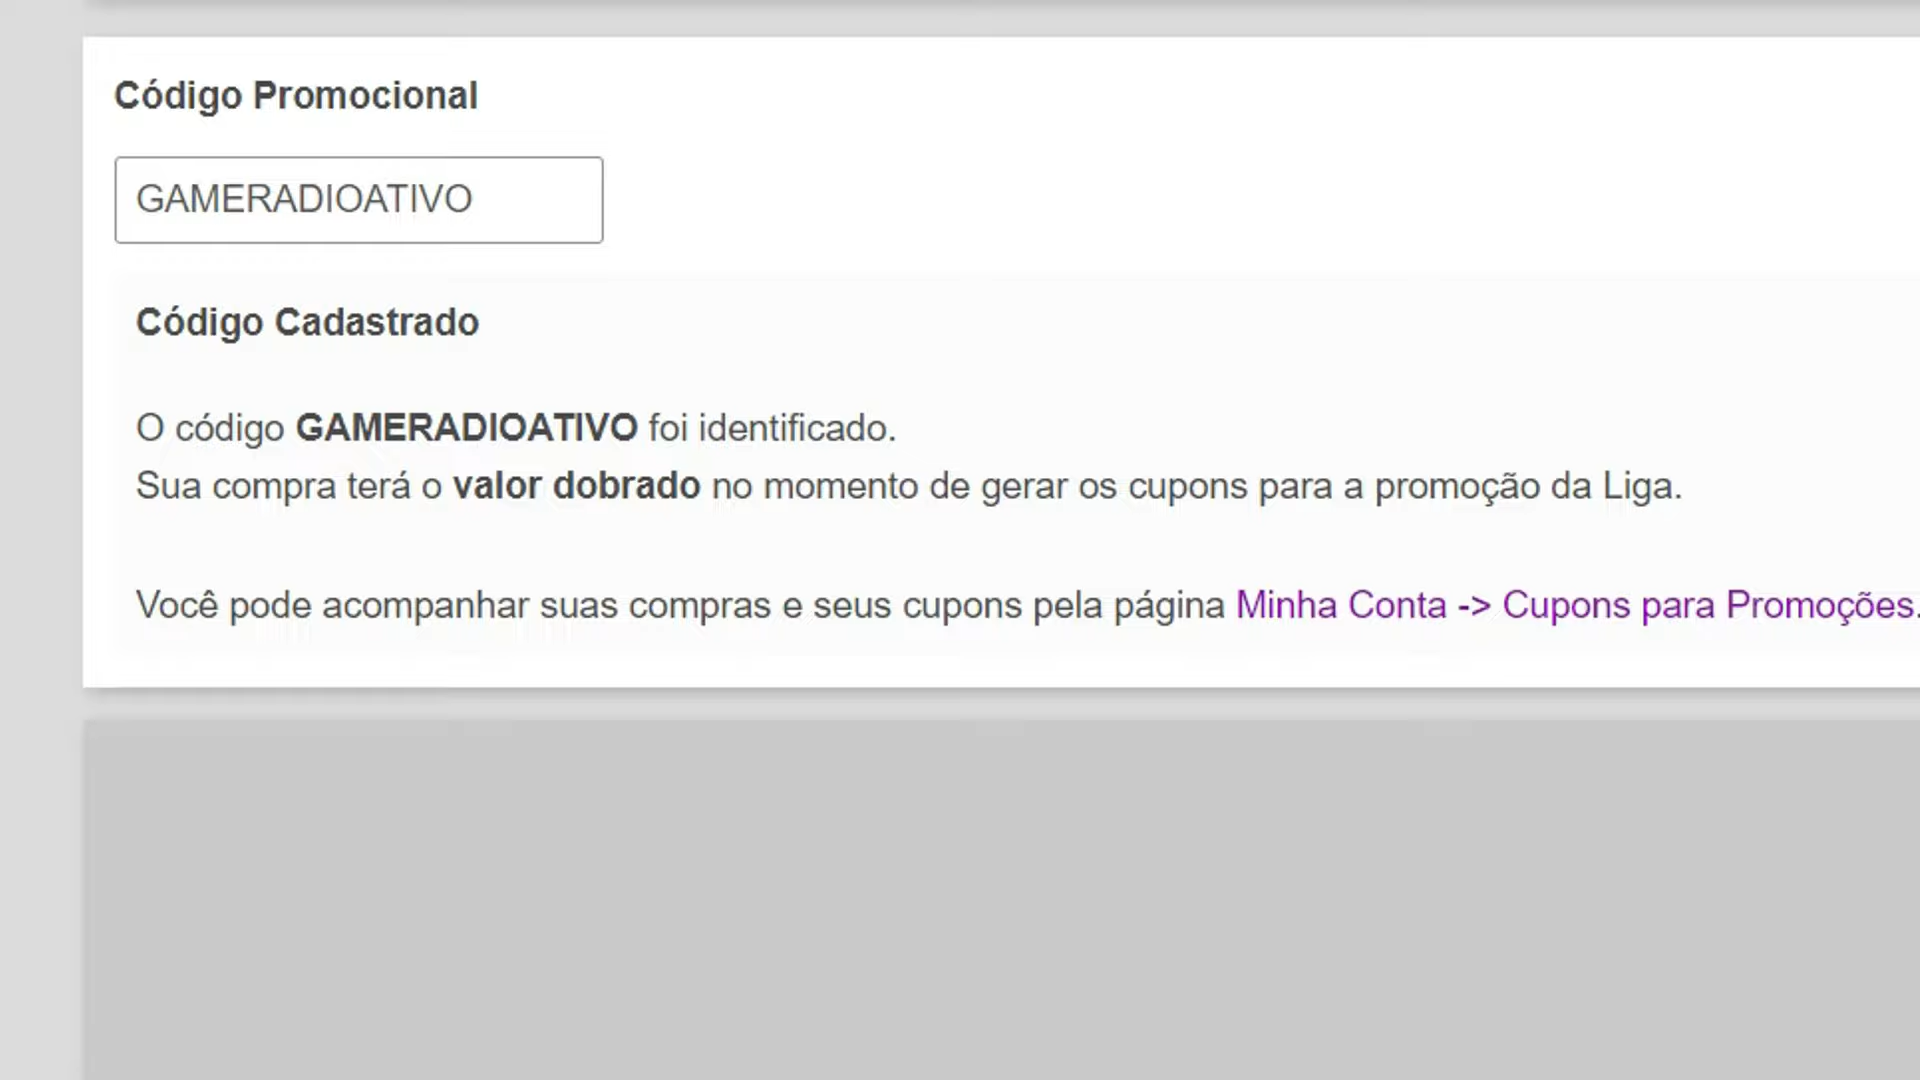 Código Promocional
GAMERADIOATIVO
Código Cadastrado
O código GAMERADIOATIVO foi identificado.
Sua compra terá o valor dobrado no momento de gerar os cupons para a promoção da Liga.
Você pode acompanhar suas compras e seus cupons pela página Minha Conta -> Cupons para Promoções.